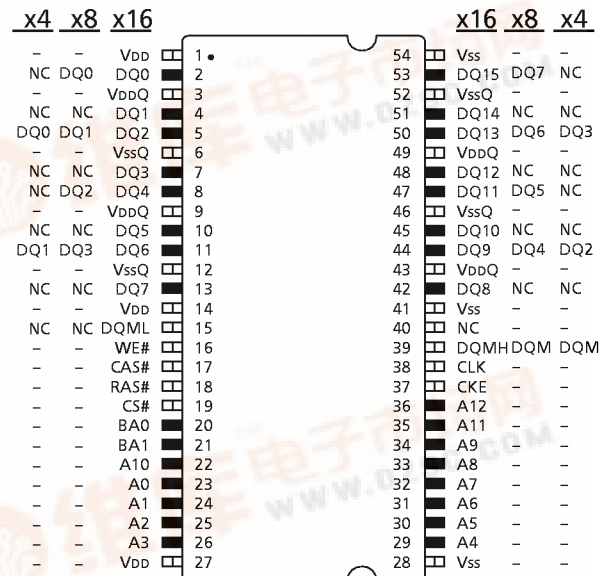 x4 x8 x16 x16 x8 x4
– – VDD 1 54 Vss – –
NC DQ0 DQ0 2 53 DQ15 DQ7 NC
– – VDDQ 3 52 VssQ – –
NC NC DQ1 4 51 DQ14 NC NC
DQ0 DQ1 DQ2 5 50 DQ13 DQ6 DQ3
– – VssQ 6 49 VDDQ – –
NC NC DQ3 7 48 DQ12 NC NC
NC DQ2 DQ4 8 47 DQ11 DQ5 NC
– – VDDQ 9 46 VssQ – –
NC NC DQ5 10 45 DQ10 NC NC
DQ1 DQ3 DQ6 11 44 DQ9 DQ4 DQ2
– – VssQ 12 43 VDDQ – –
NC NC DQ7 13 42 DQ8 NC NC
– – VDD 14 41 Vss – –
NC NC DQML 15 40 NC – –
– – WE# 16 39 DQMH DQM DQM
– – CAS# 17 38 CLK – –
– – RAS# 18 37 CKE – –
– – CS# 19 36 A12 – –
– – BA0 20 35 A11 – –
– – BA1 21 34 A9 – –
– – A10 22 33 A8 – –
– – A0 23 32 A7 – –
– – A1 24 31 A6 – –
– – A2 25 30 A5 – –
– – A3 26 29 A4 – –
– – VDD 27 28 Vss – –